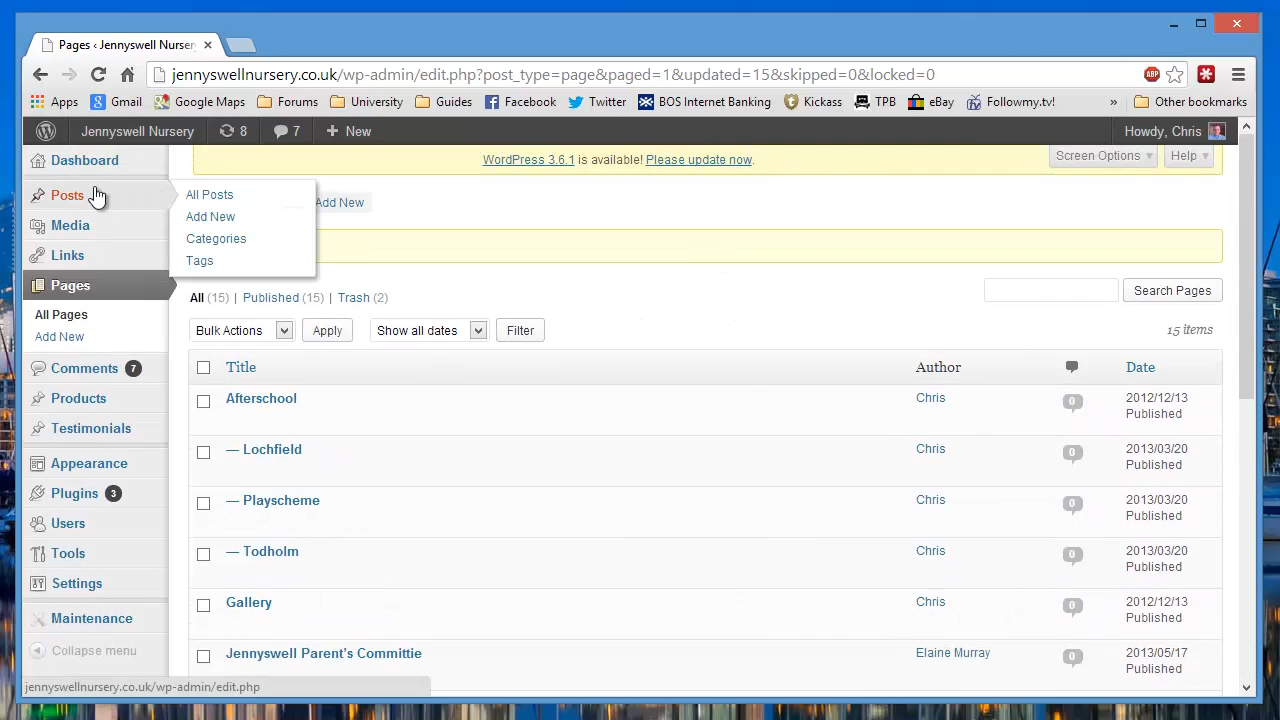 Pages ‹ Jennyswell Nurser
jennyswellnursery.co.uk/wp-admin/edit.php?post_type=page&paged=1&updated=15&skipped=0&locked=0
ABP
Apps Gmail Google Maps Forums University Guides Facebook Twitter BOS Internet Banking Kickass TPB eBay Followmy.tv! » Other bookmarks
Jennyswell Nursery 8 7 + New Howdy, Chris
Dashboard
WordPress 3.6.1 is available! Please update now.
Screen Options Help
Posts
All Posts
Add New
Categories
Tags
Add New
Media
Links
Pages
All Pages
Add New
Comments 7
Products
Testimonials
Appearance
Plugins 3
Users
Tools
Settings
Maintenance
Collapse menu
All (15) | Published (15) | Trash (2)
Search Pages
Bulk Actions Apply Show all dates Filter 15 items
Title Author Date
Afterschool Chris 0 2012/12/13
Published
— Lochfield Chris 0 2013/03/20
Published
— Playscheme Chris 0 2013/03/20
Published
— Todholm Chris 0 2013/03/20
Published
Gallery Chris 0 2012/12/13
Published
Jennyswell Parent's Committie Elaine Murray 0 2013/05/17
Published
jennyswellnursery.co.uk/wp-admin/edit.php